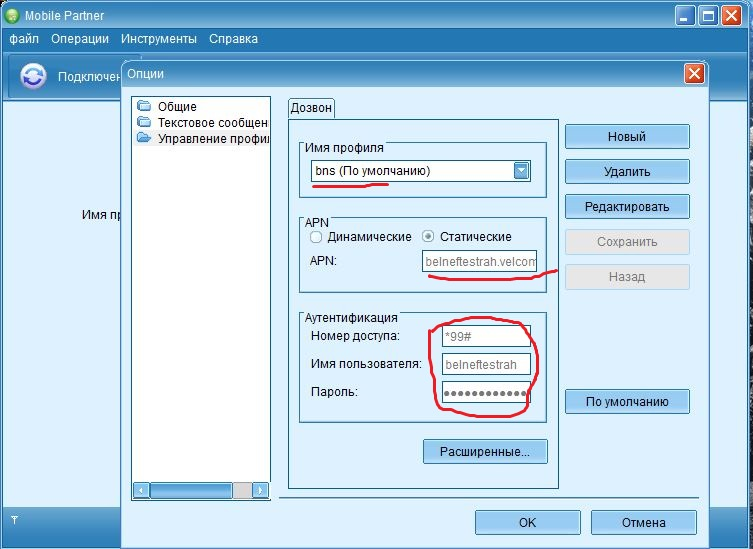 Mobile Partner
файл Операции Инструменты Справка
Опции
Подключен
Общие
Текстовое сообщен
Управление профил
Имя пр
Дозвон
Имя профиля
bns (По умолчанию)
APN
Динамические Статические
APN: belneftestrah.velcom
Аутентификация
Номер доступа: *99#
Имя пользователя: belneftestrah
Пароль: ●●●●●●●●●●●●
Расширенные...
Новый
Удалить
Редактировать
Сохранить
Назад
По умолчанию
OK Отмена